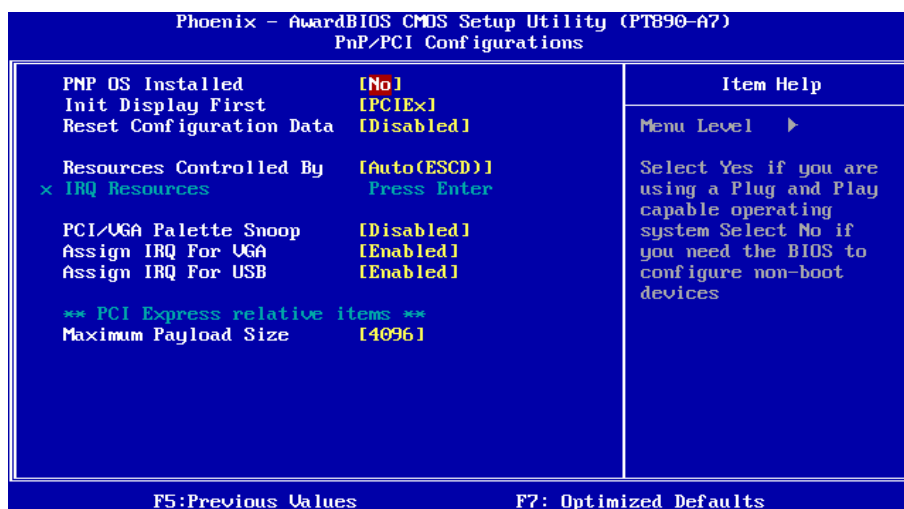 Phoenix - AwardBIOS CMOS Setup Utility (PT890-A7)
PnP/PCI Configurations
PNP OS Installed [No]
Init Display First [PCIEx]
Reset Configuration Data [Disabled]
Resources Controlled By [Auto(ESCD)]
x IRQ Resources Press Enter
PCI/VGA Palette Snoop [Disabled]
Assign IRQ For VGA [Enabled]
Assign IRQ For USB [Enabled]
** PCI Express relative items **
Maximum Payload Size [4096]
Item Help
Menu Level ▶
Select Yes if you are
using a Plug and Play
capable operating
system Select No if
you need the BIOS to
configure non-boot
devices
F5:Previous Values F7: Optimized Defaults